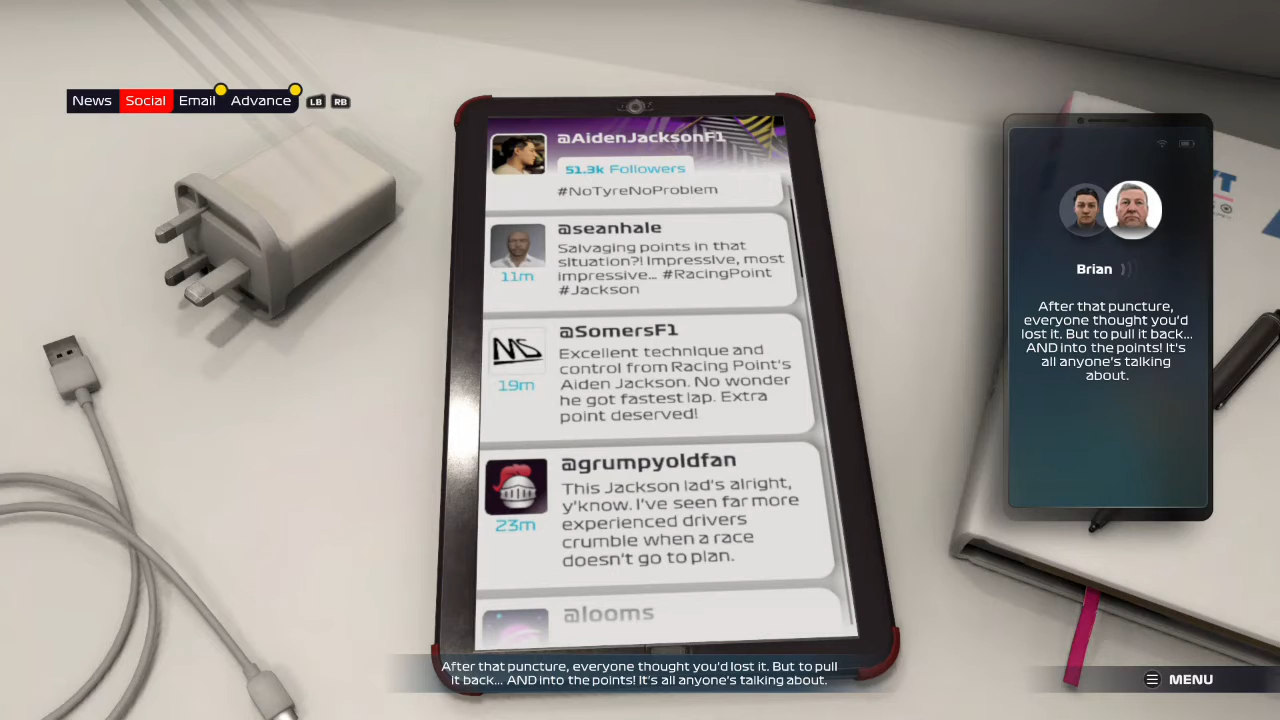 News Social Email Advance LB RB
@AidenJacksonF1
51.3k Followers
#NoTyreNoProblem
@seanhale
Salvaging points in that
situation?! Impressive, most
impressive... #RacingPoint
#Jackson
11m
@SomersF1
Excellent technique and
control from Racing Point's
Aiden Jackson. No wonder
he got fastest lap. Extra
point deserved!
19m
@grumpyoldfan
This Jackson lad's alright,
y'know. I've seen far more
experienced drivers
crumble when a race
doesn't go to plan.
23m
@looms
Brian
After that puncture,
everyone thought you'd
lost it. But to pull it back...
AND into the points! It's
all anyone's talking
about.
After that puncture, everyone thought you'd lost it. But to pull
it back... AND into the points! It's all anyone's talking about.
MENU